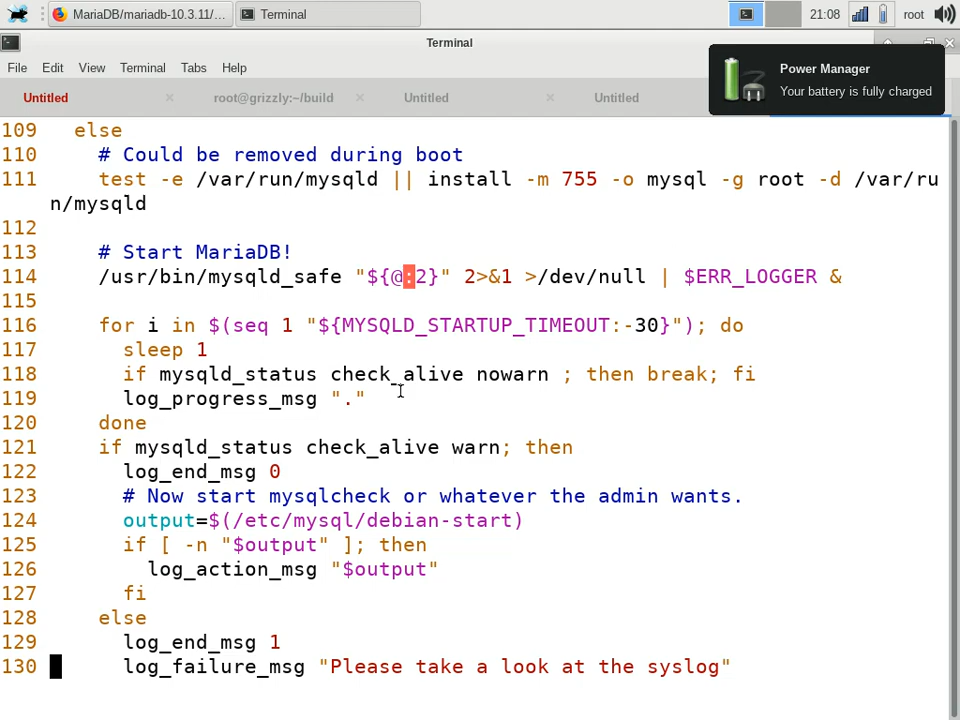 MariaDB/mariadb-10.3.11/... Terminal 21:08 root
Terminal
File Edit View Terminal Tabs Help
Power Manager
Your battery is fully charged
Untitled root@grizzly:~/build Untitled Untitled
109 else
110 # Could be removed during boot
111 test -e /var/run/mysqld || install -m 755 -o mysql -g root -d /var/ru
n/mysqld
112
113 # Start MariaDB!
114 /usr/bin/mysqld_safe "${@:2}" 2>&1 >/dev/null | $ERR_LOGGER &
115
116 for i in $(seq 1 "${MYSQLD_STARTUP_TIMEOUT:-30}"); do
117 sleep 1
118 if mysqld_status check_alive nowarn ; then break; fi
119 log_progress_msg "."
120 done
121 if mysqld_status check_alive warn; then
122 log_end_msg 0
123 # Now start mysqlcheck or whatever the admin wants.
124 output=$(/etc/mysql/debian-start)
125 if [ -n "$output" ]; then
126 log_action_msg "$output"
127 fi
128 else
129 log_end_msg 1
130 log_failure_msg "Please take a look at the syslog"